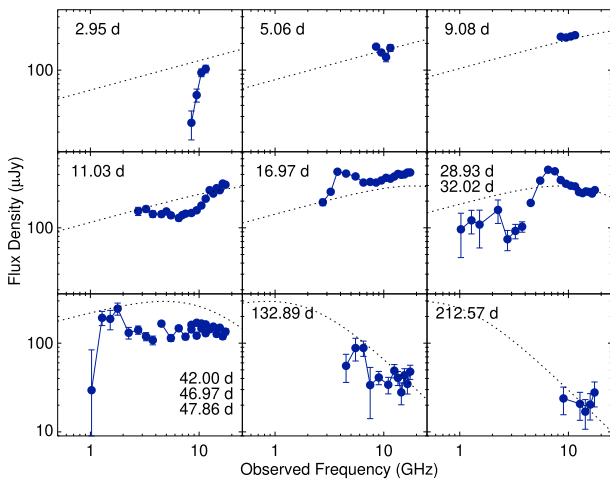 2.95 d
5.06 d
9.08 d
100
11.03 d
16.97 d
28.93 d
32.02 d
100
Flux Density (μJy)
132.89 d
212.57 d
100
42.00 d
46.97 d
47.86 d
10
1 10 1 10 1 10
Observed Frequency (GHz)